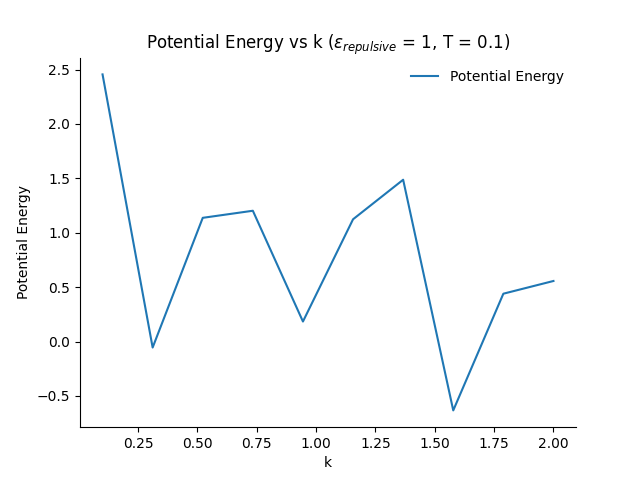 Potential Energy vs k (ε_repulsive = 1, T = 0.1)
Potential Energy
2.5
2.0
1.5
1.0
0.5
0.0
−0.5
Potential Energy
0.25 0.50 0.75 1.00 1.25 1.50 1.75 2.00
k